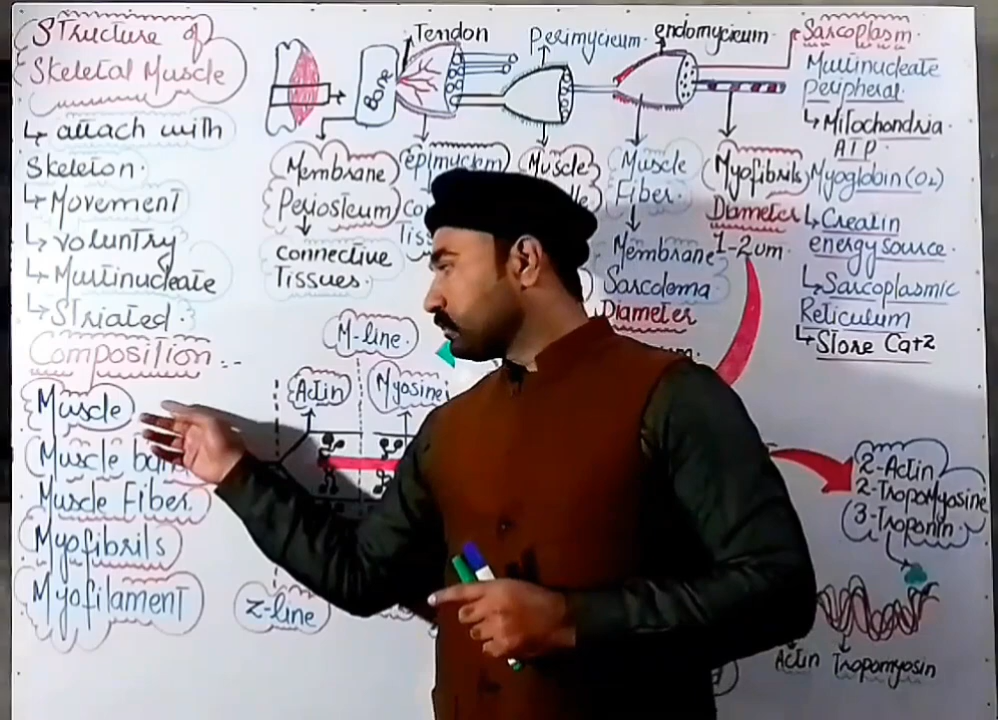 Structure of
Skeletal Muscle
attach with
Skeleton.
Movement
voluntry
Multinucleate
Striated.
Composition :-
Muscle
Muscle
Muscle Fiber.
Myofibrils
Myofilament
Tendon
Bone
Perimycieum.
endomycieum.
Membrane
Periosteum
connective
Tissues.
epimyciem
Muscle
Muscle
Fiber.
Membrane
Sarcolema
Diameter
Myofibrils
Diameter
1-2um.
Sarcoplasm.
Multinucleate
Peripheral.
Mitochondria.
ATP.
Myoglobin (O₂)
Creatin
energy source.
Sarcoplasmic
Reticulum
Store Ca+2
M-line.
Actin
Myosine
z-line
2-Actin
2-Tropomyosine
3-Troponin.
Actin Tropomyosin